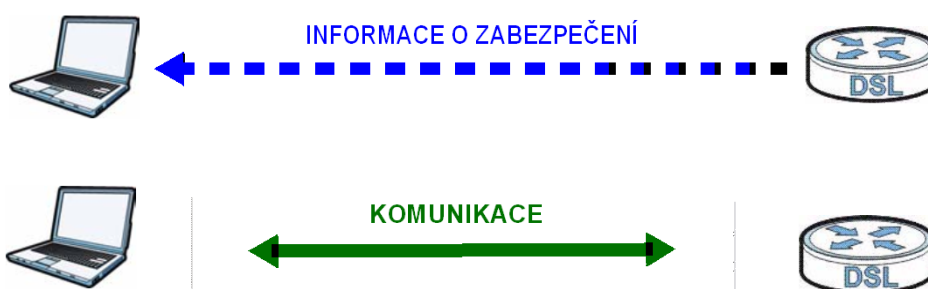 INFORMACE O ZABEZPEČENÍ
DSL
KOMUNIKACE
DSL